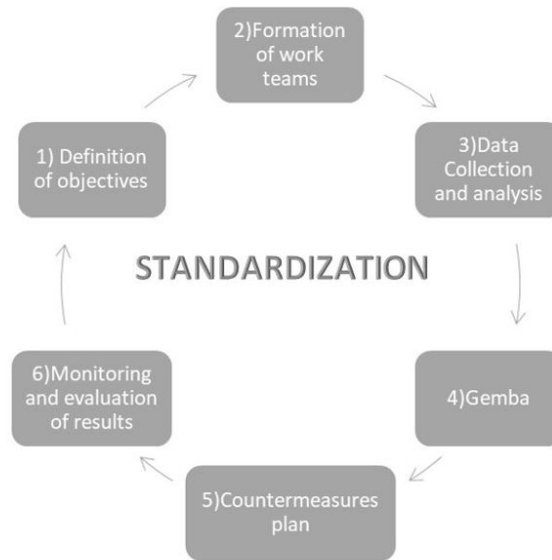 2)Formation
of work
teams
1) Definition
of objectives
3)Data
Collection
and analysis
STANDARDIZATION
6)Monitoring
and evaluation
of results
4)Gemba
5)Countermeasures
plan